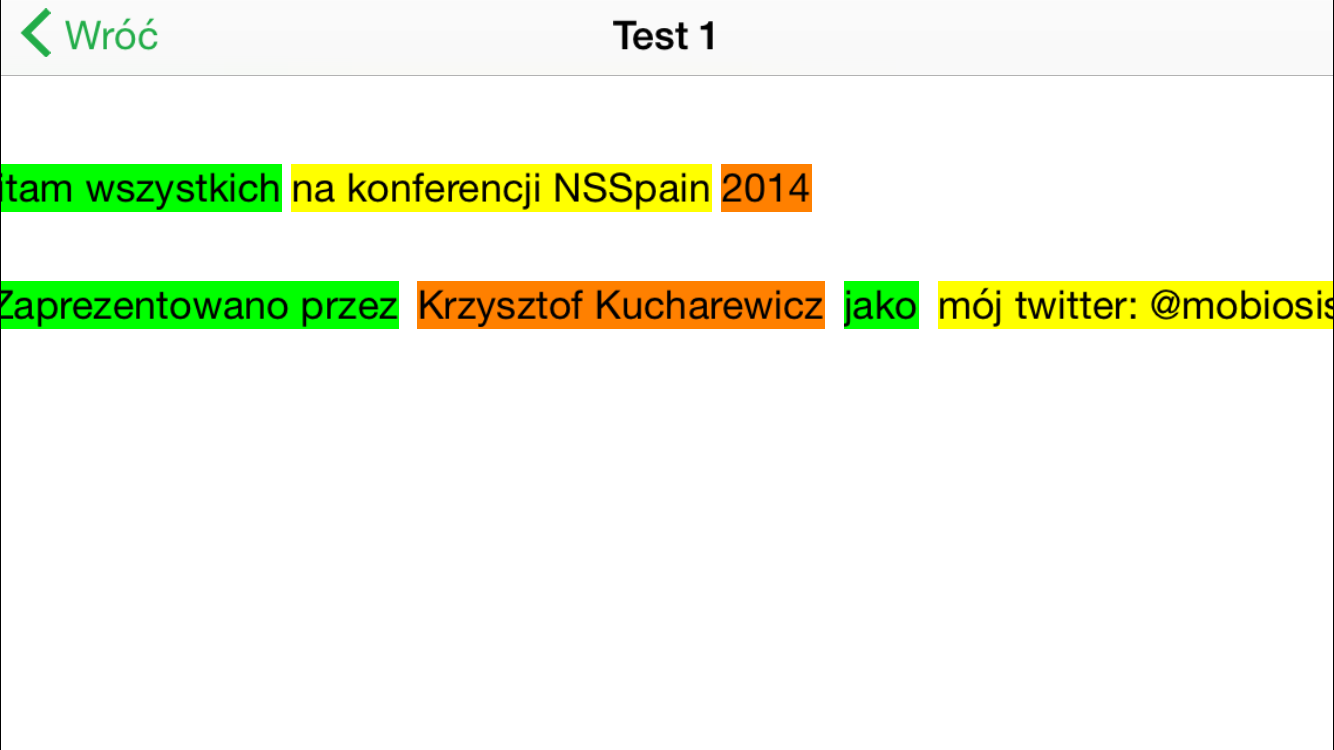 Wróć Test 1
itam wszystkich na konferencji NSSpain 2014
Zaprezentowano przez Krzysztof Kucharewicz jako mój twitter: @mobiosis